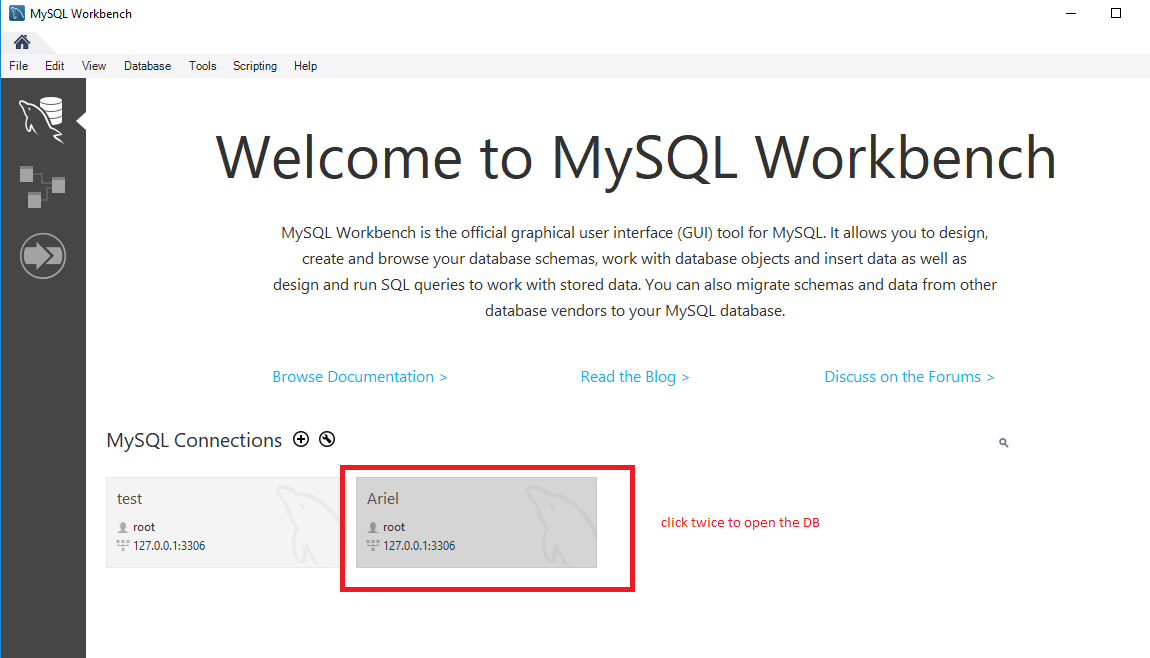 MySQL Workbench
File Edit View Database Tools Scripting Help
Welcome to MySQL Workbench
MySQL Workbench is the official graphical user interface (GUI) tool for MySQL. It allows you to design,
create and browse your database schemas, work with database objects and insert data as well as
design and run SQL queries to work with stored data. You can also migrate schemas and data from other
database vendors to your MySQL database.
Browse Documentation > Read the Blog > Discuss on the Forums >
MySQL Connections
test
root
127.0.0.1:3306
Ariel
root
127.0.0.1:3306
click twice to open the DB